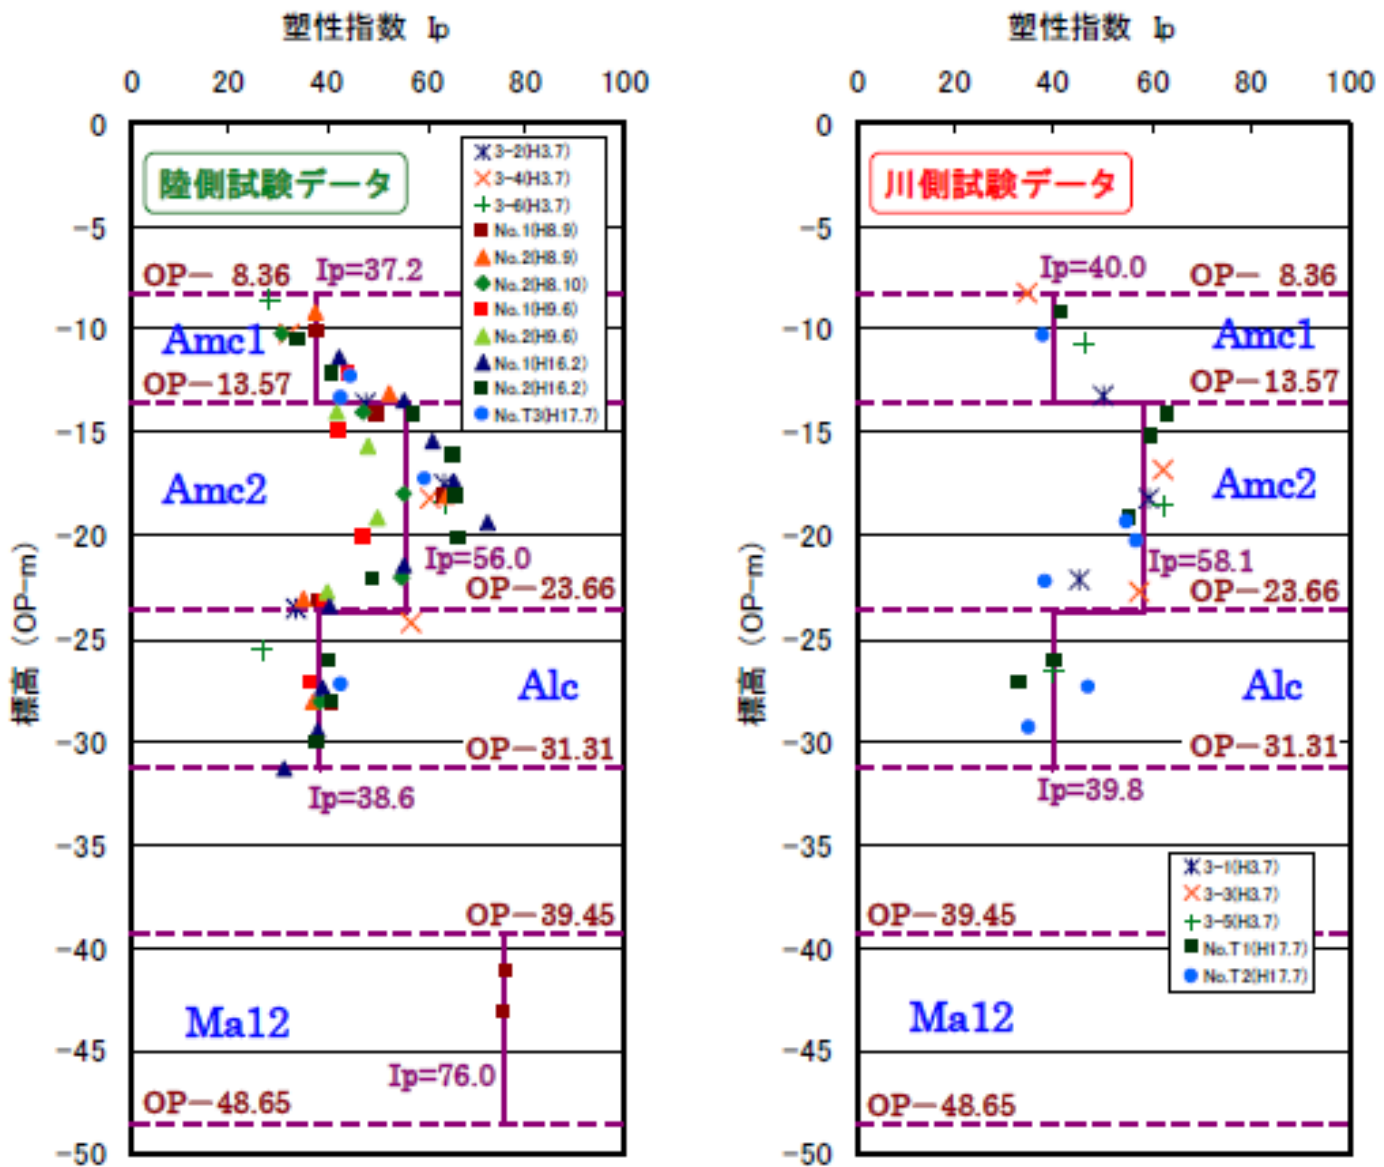 塑性指数 Ip
0 20 40 60 80 100
標高 (OP-m)
0
-5
-10
-15
-20
-25
-30
-35
-40
-45
-50
陸側試験データ
3-2(H3.7)
3-4(H3.7)
3-6(H3.7)
No.1(H8.9)
No.2(H8.9)
No.2(H8.10)
No.1(H9.6)
No.2(H9.6)
No.1(H16.2)
No.2(H16.2)
No.T3(H17.7)
OP- 8.36
Ip=37.2
Amc1
OP-13.57
Amc2
Ip=56.0
OP-23.66
Alc
OP-31.31
Ip=38.6
OP-39.45
Ma12
Ip=76.0
OP-48.65
塑性指数 Ip
0 20 40 60 80 100
標高 (OP-m)
0
-5
-10
-15
-20
-25
-30
-35
-40
-45
-50
川側試験データ
Ip=40.0
OP- 8.36
Amc1
OP-13.57
Amc2
Ip=58.1
OP-23.66
Alc
OP-31.31
Ip=39.8
3-1(H3.7)
3-3(H3.7)
3-5(H3.7)
No.T1(H17.7)
No.T2(H17.7)
OP-39.45
Ma12
OP-48.65